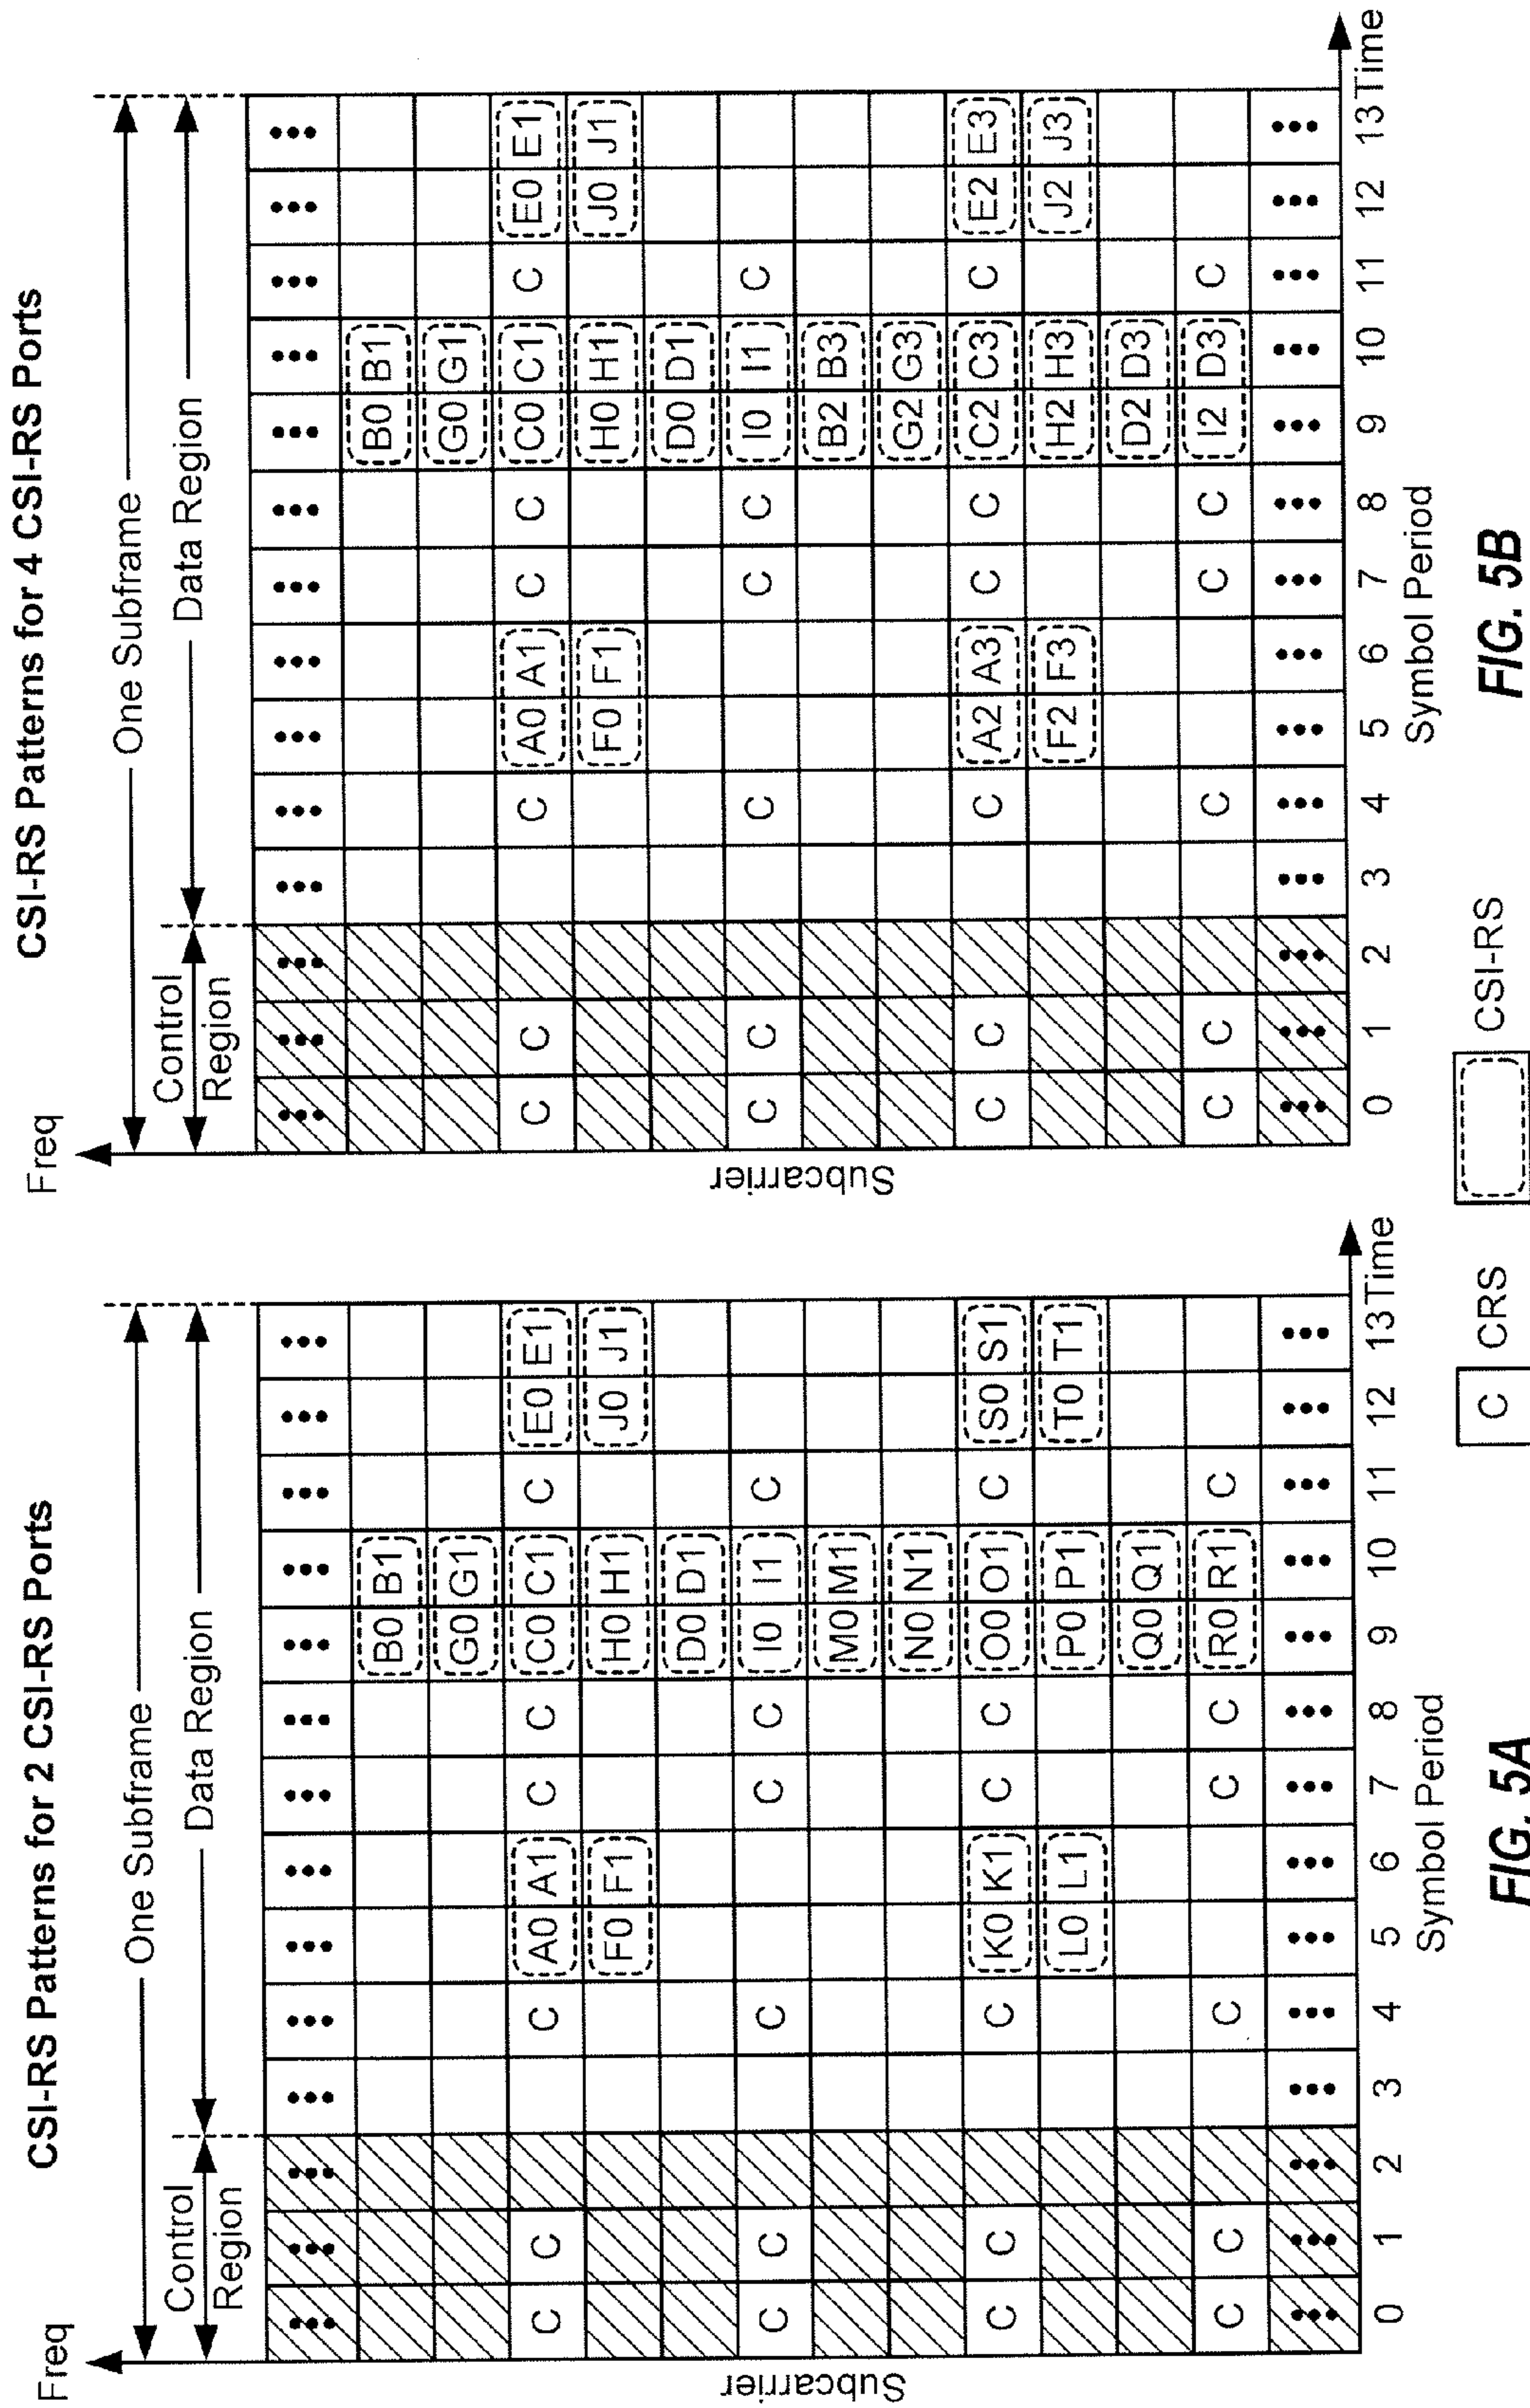 CSI-RS Patterns for 2 CSI-RS Ports
Freq
One Subframe
Control Region
Data Region
Subcarrier
••• ••• ••• ••• ••• ••• ••• ••• ••• ••• ••• ••• ••• •••
B0 B1
G0 G1
C C C A0 A1 C C C0 C1 C E0 E1
F0 F1 H0 H1 J0 J1
D0 D1
C C C C C I0 I1 C
M0 M1
N0 N1
C C C K0 K1 C C O0 O1 C S0 S1
L0 L1 P0 P1 T0 T1
Q0 Q1
C C C C C R0 R1 C
••• ••• ••• ••• ••• ••• ••• ••• ••• ••• ••• ••• ••• •••
0 1 2 3 4 5 6 7 8 9 10 11 12 13 Time
Symbol Period
FIG. 5A
CSI-RS Patterns for 4 CSI-RS Ports
Freq
One Subframe
Control Region
Data Region
Subcarrier
••• ••• ••• ••• ••• ••• ••• ••• ••• ••• ••• ••• ••• •••
B0 B1
G0 G1
C C C A0 A1 C C C0 C1 C E0 E1
F0 F1 H0 H1 J0 J1
D0 D1
C C C C C I0 I1 C
B2 B3
G2 G3
C C C A2 A3 C C C2 C3 C E2 E3
F2 F3 H2 H3 J2 J3
D2 D3
C C C C C I2 D3 C
••• ••• ••• ••• ••• ••• ••• ••• ••• ••• ••• ••• ••• •••
0 1 2 3 4 5 6 7 8 9 10 11 12 13 Time
Symbol Period
FIG. 5B
C CRS
CSI-RS